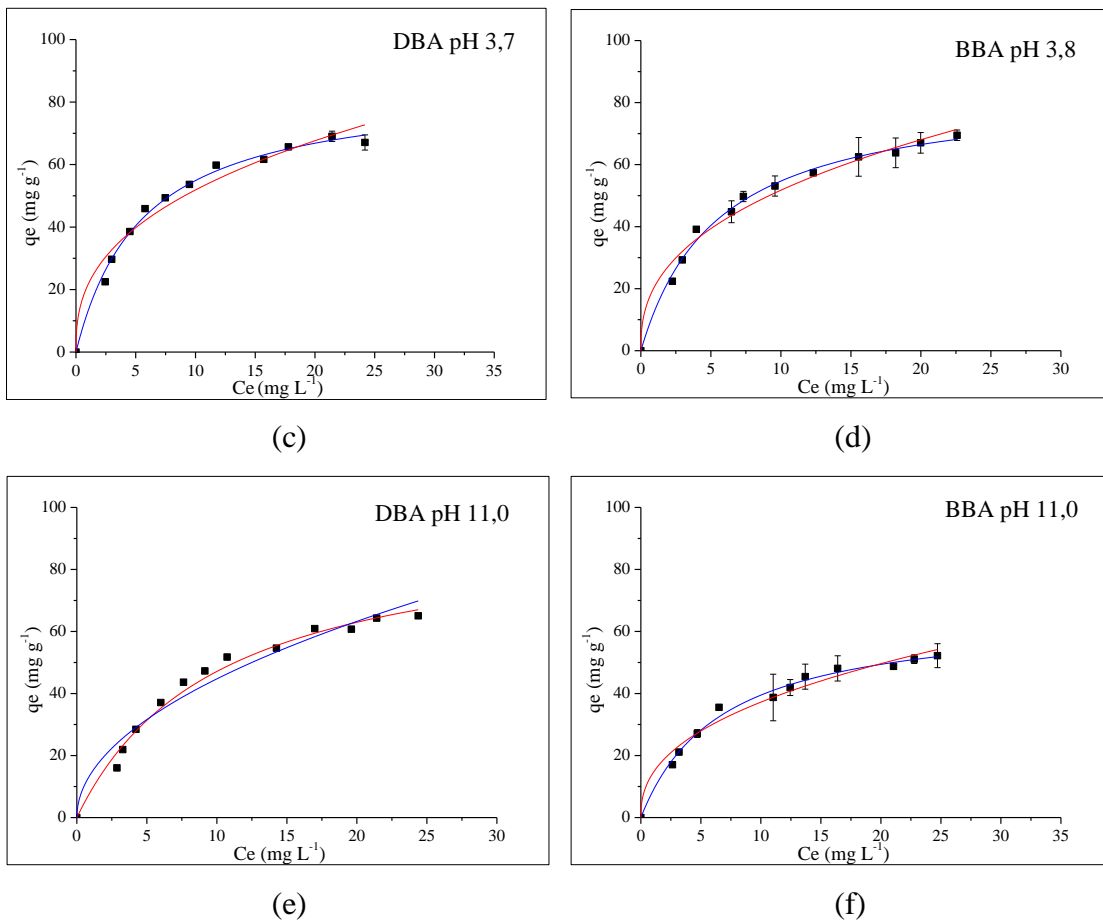 DBA pH 3,7
qe (mg g⁻¹)
100
80
60
40
20
0
0 5 10 15 20 25 30 35
Ce (mg L⁻¹)
(c)
BBA pH 3,8
qe (mg g⁻¹)
100
80
60
40
20
0
0 5 10 15 20 25 30
Ce (mg L⁻¹)
(d)
DBA pH 11,0
qe (mg g⁻¹)
100
80
60
40
20
0
0 5 10 15 20 25 30
Ce (mg L⁻¹)
(e)
BBA pH 11,0
qe (mg g⁻¹)
100
80
60
40
20
0
0 5 10 15 20 25 30 35
Ce (mg L⁻¹)
(f)